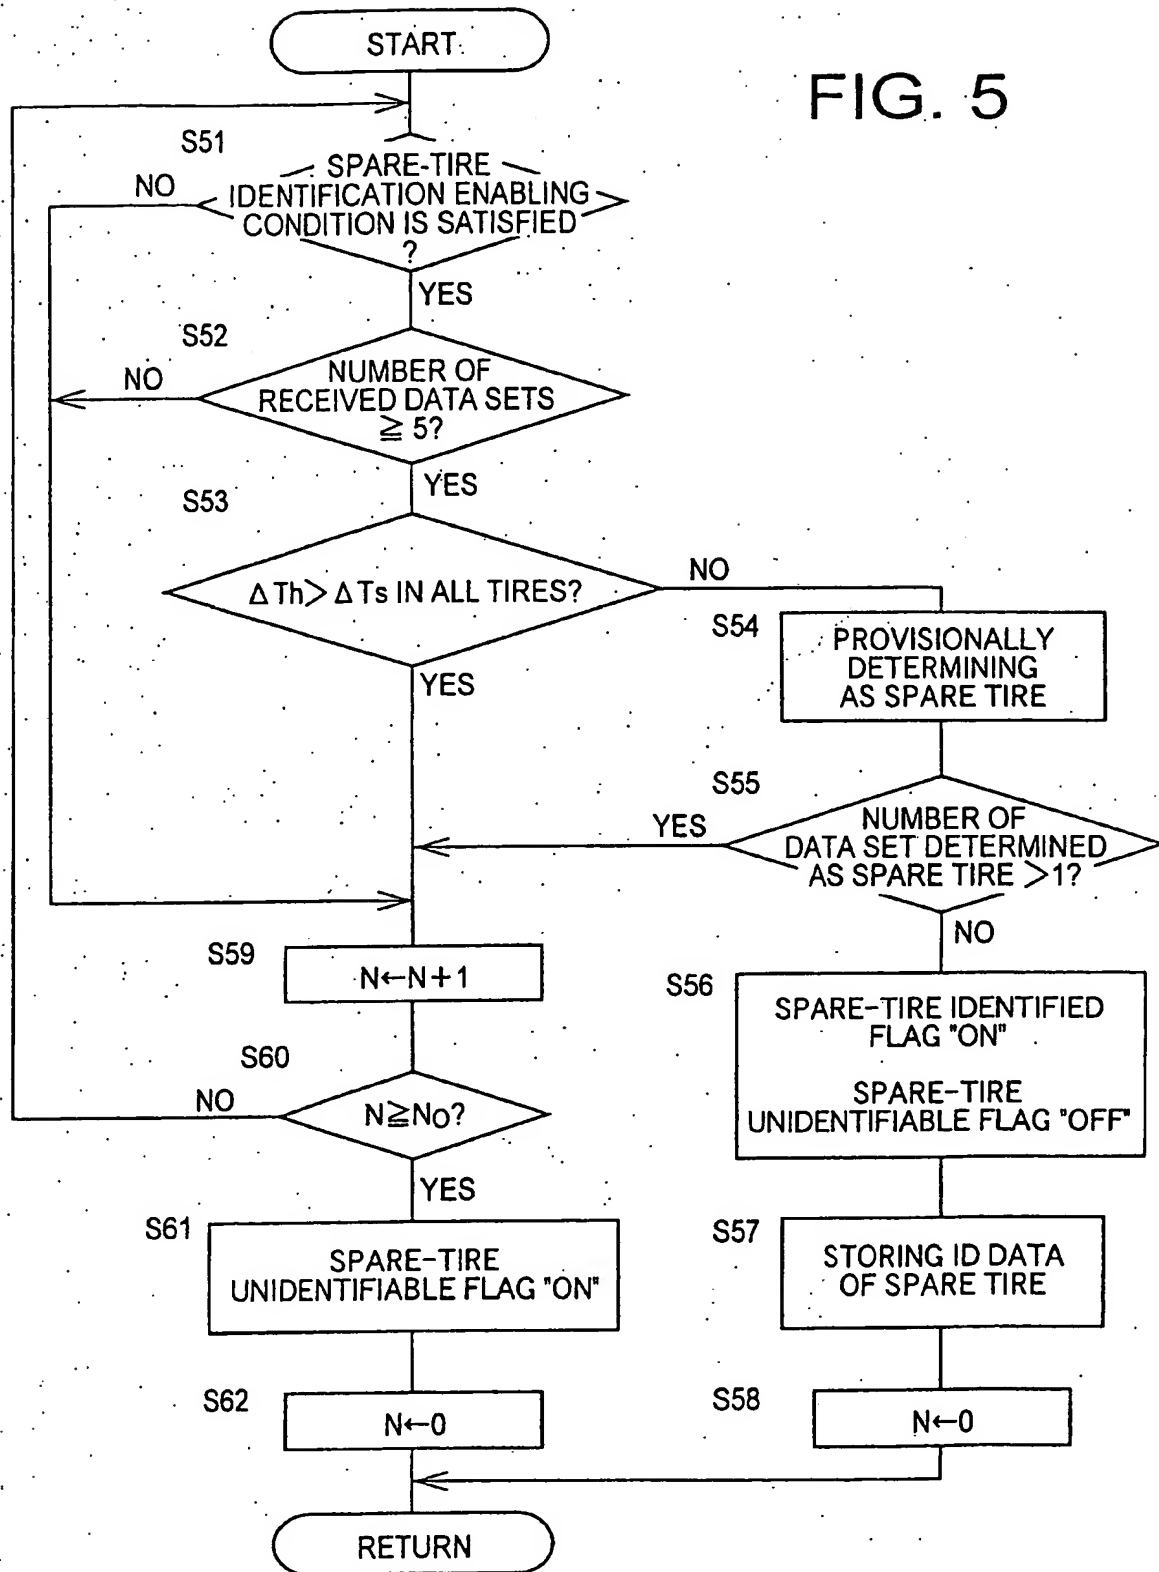 START
FIG. 5
S51
SPARE-TIRE
IDENTIFICATION ENABLING
CONDITION IS SATISFIED
?
NO
YES
S52
NUMBER OF
RECEIVED DATA SETS
≧ 5?
NO
YES
S53
ΔTh> ΔTs IN ALL TIRES?
NO
YES
S54
PROVISIONALLY
DETERMINING
AS SPARE TIRE
S55
NUMBER OF
DATA SET DETERMINED
AS SPARE TIRE >1?
YES
NO
S56
SPARE-TIRE IDENTIFIED
FLAG "ON"
SPARE-TIRE
UNIDENTIFIABLE FLAG "OFF"
S57
STORING ID DATA
OF SPARE TIRE
S58
N←0
S59
N←N+1
S60
N≧No?
NO
YES
S61
SPARE-TIRE
UNIDENTIFIABLE FLAG "ON"
S62
N←0
RETURN